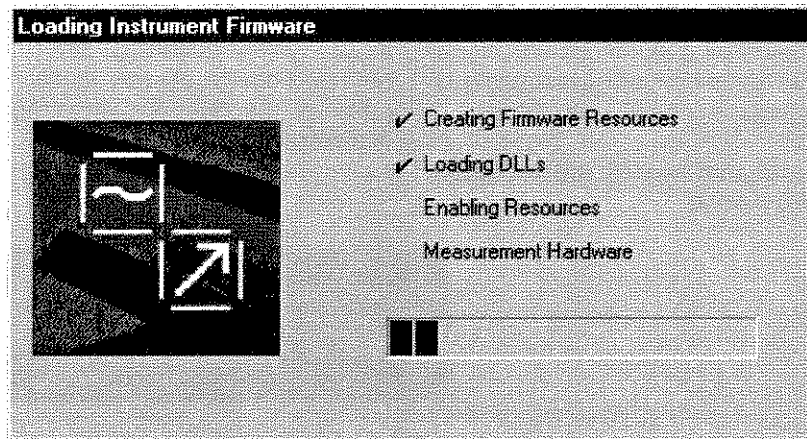 Loading Instrument Firmware
Creating Firmware Resources
Loading DLLs
Enabling Resources
Measurement Hardware